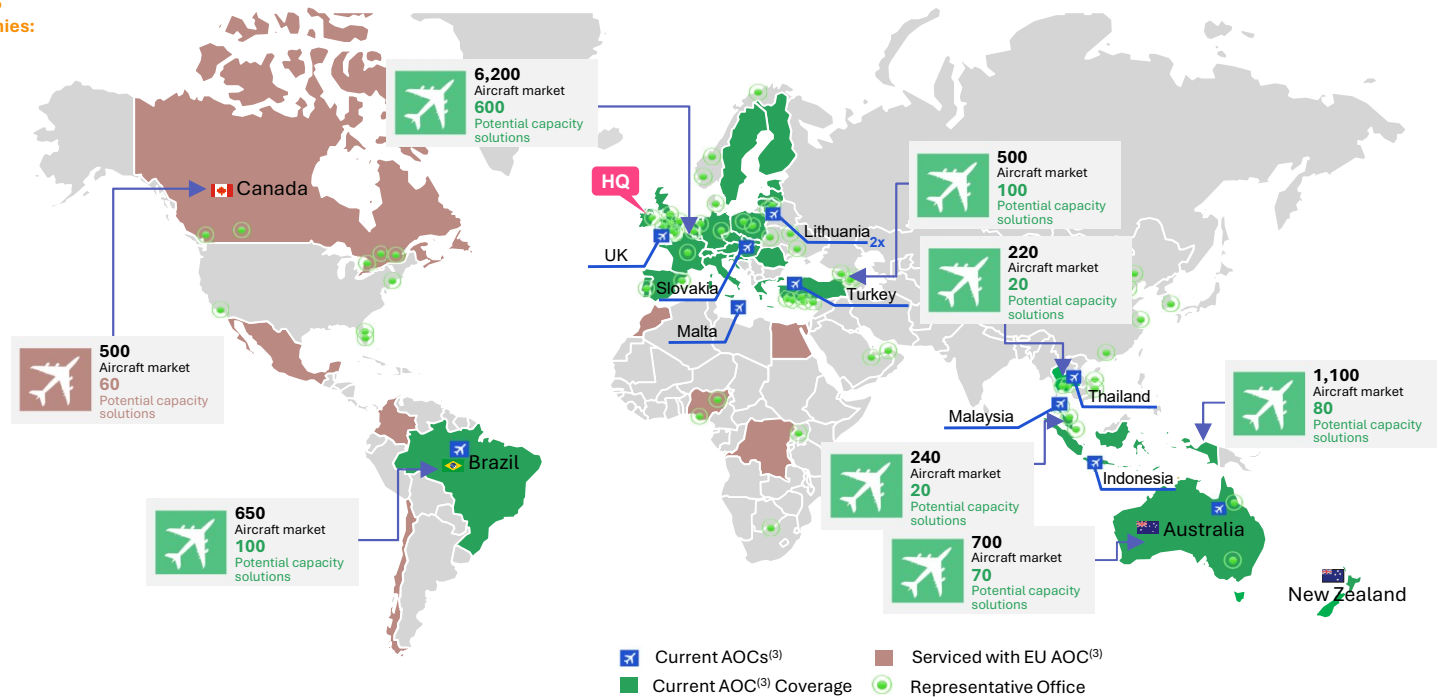 nies:
6,200
Aircraft market
600
Potential capacity
solutions
HQ
Canada
500
Aircraft market
100
Potential capacity
solutions
Lithuania
2x
UK
220
Aircraft market
20
Potential capacity
solutions
Slovakia
Turkey
Malta
500
Aircraft market
60
Potential capacity
solutions
1,100
Aircraft market
80
Potential capacity
solutions
Thailand
Malaysia
Brazil
240
Aircraft market
20
Potential capacity
solutions
Indonesia
650
Aircraft market
100
Potential capacity
solutions
Australia
700
Aircraft market
70
Potential capacity
solutions
New Zealand
Current AOCs(3)
Serviced with EU AOC(3)
Current AOC(3) Coverage
Representative Office